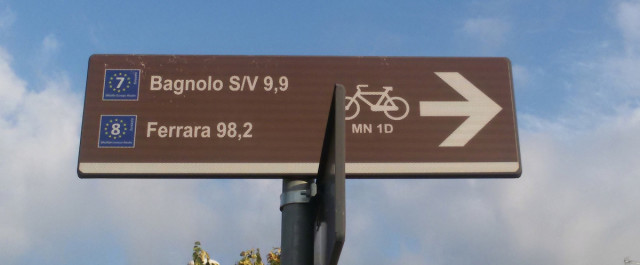 7 Bagnolo S/V 9,9
8 Ferrara 98,2
MN 1D